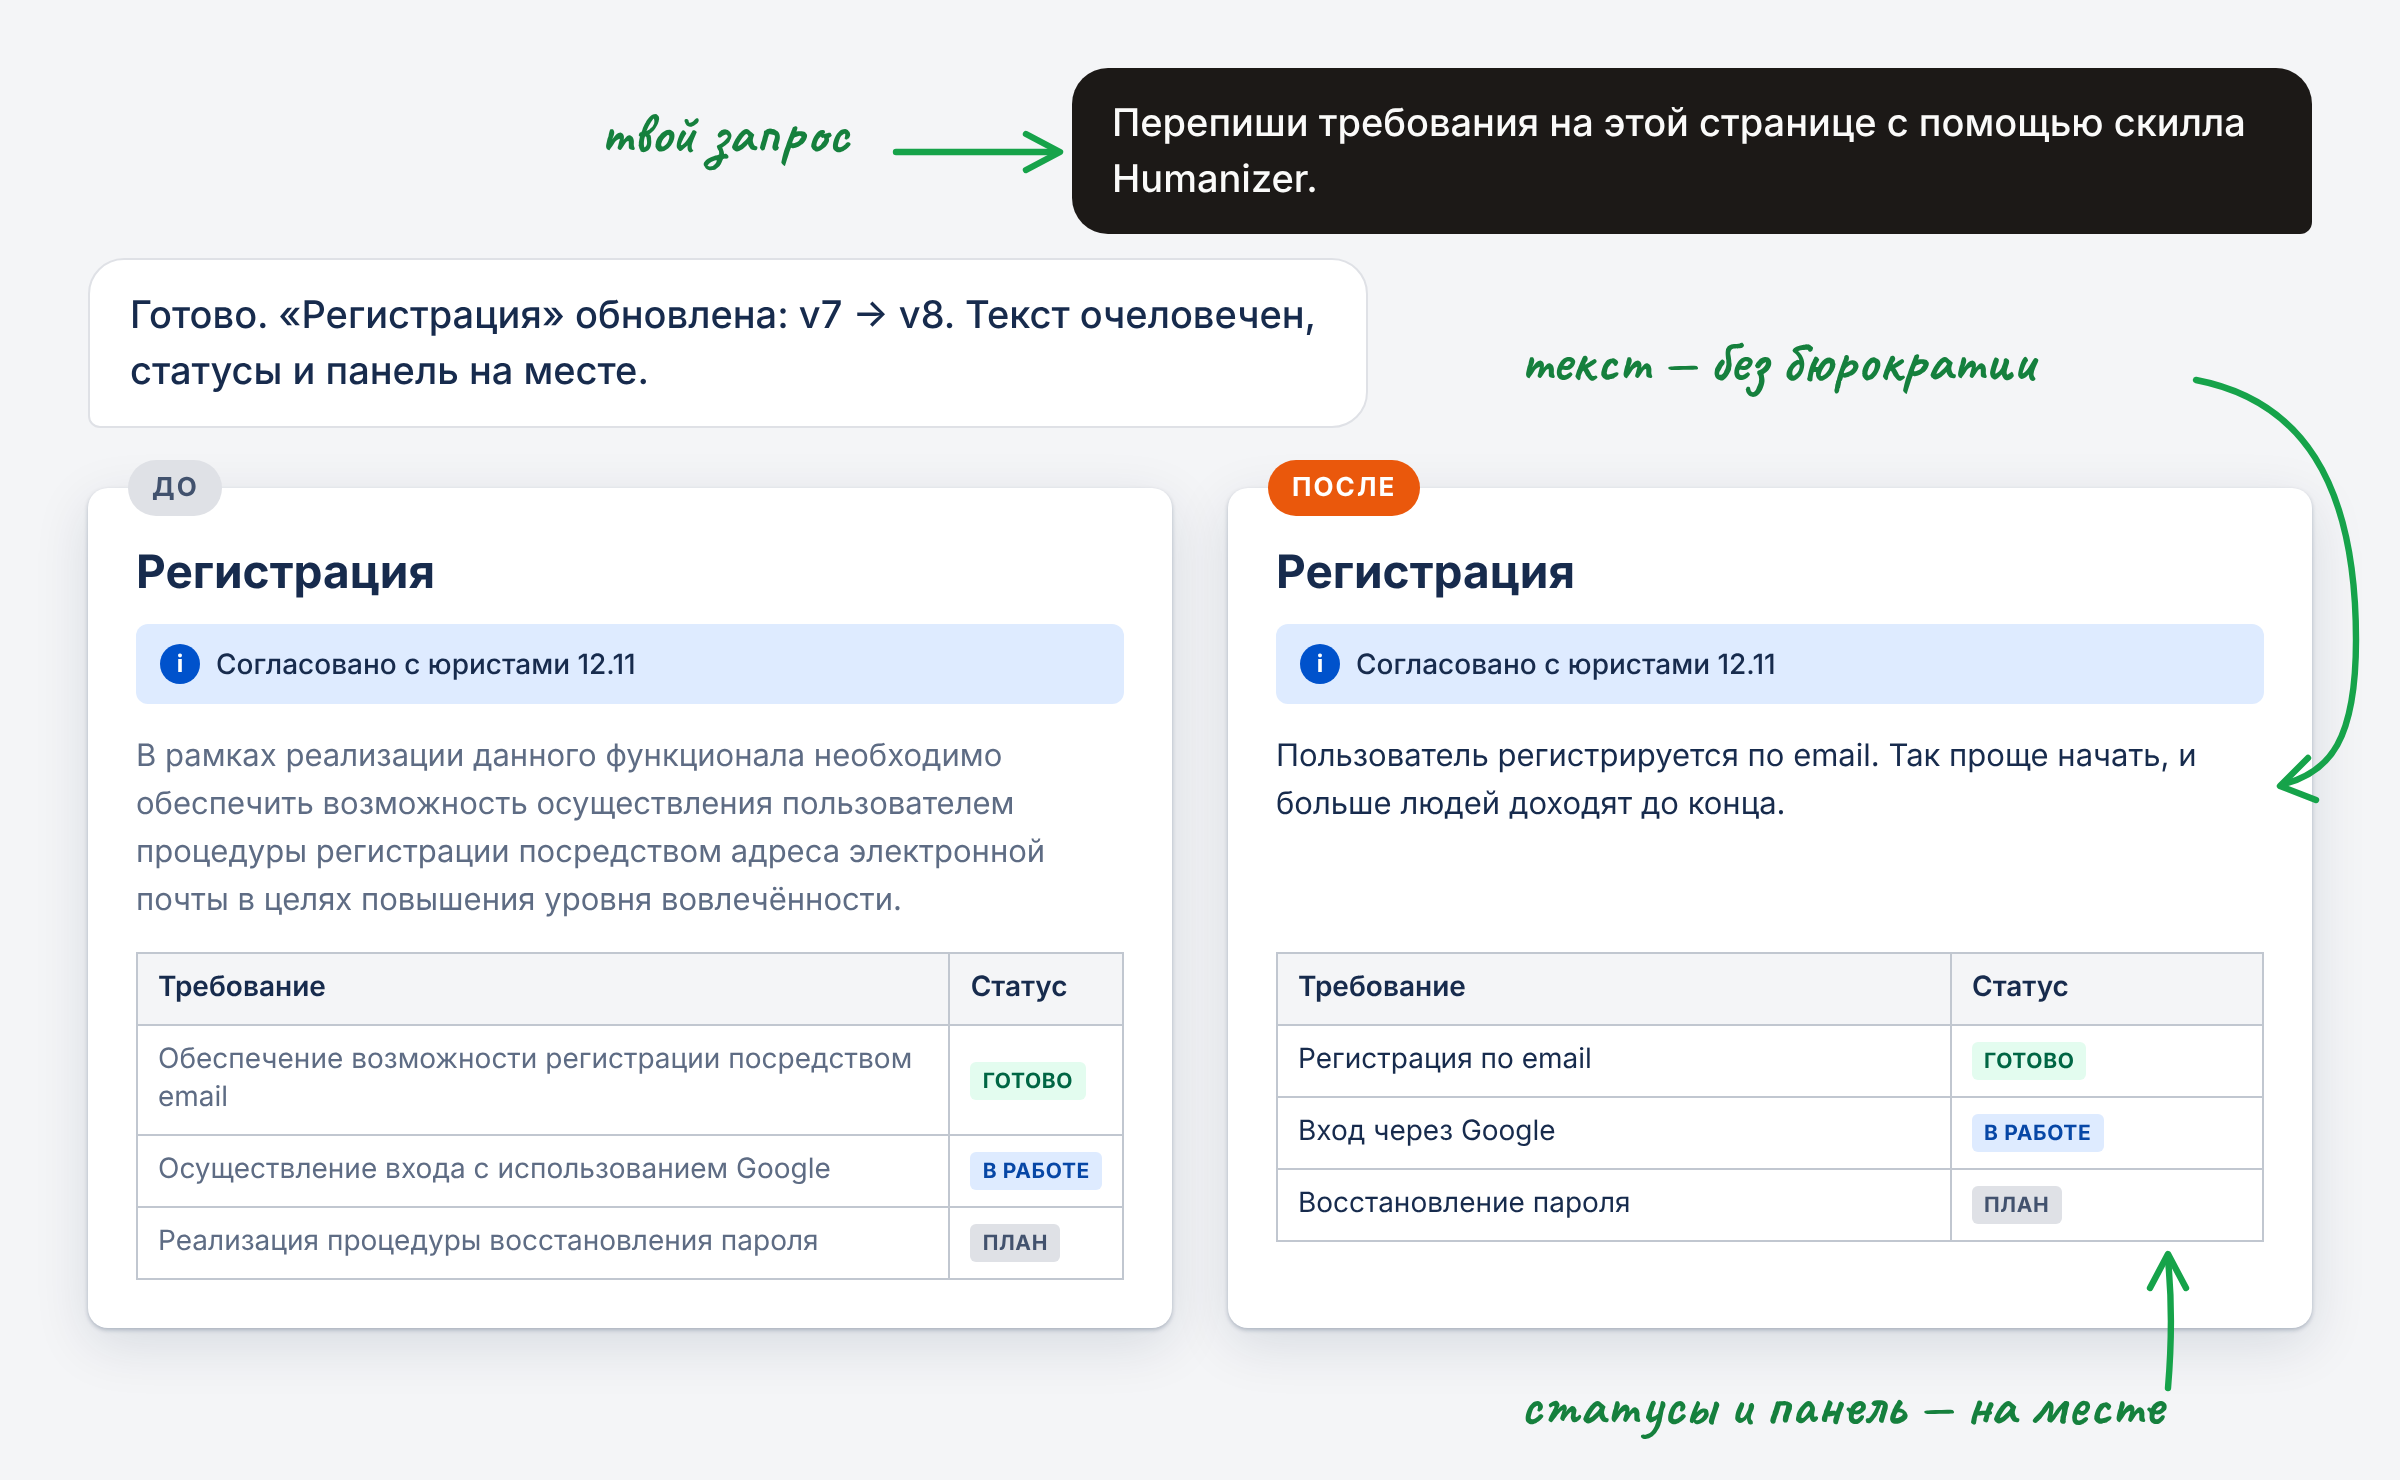 твой запрос
Перепиши требования на этой странице с помощью скилла
Humanizer.
Готово. «Регистрация» обновлена: v7 → v8. Текст очеловечен,
статусы и панель на месте.
текст — без бюрократии
ДО
Регистрация
i Согласовано с юристами 12.11
В рамках реализации данного функционала необходимо
обеспечить возможность осуществления пользователем
процедуры регистрации посредством адреса электронной
почты в целях повышения уровня вовлечённости.
Требование Статус
Обеспечение возможности регистрации посредством
email
ГОТОВО
Осуществление входа с использованием Google В РАБОТЕ
Реализация процедуры восстановления пароля ПЛАН
ПОСЛЕ
Регистрация
i Согласовано с юристами 12.11
Пользователь регистрируется по email. Так проще начать, и
больше людей доходят до конца.
Требование Статус
Регистрация по email ГОТОВО
Вход через Google В РАБОТЕ
Восстановление пароля ПЛАН
статусы и панель — на месте